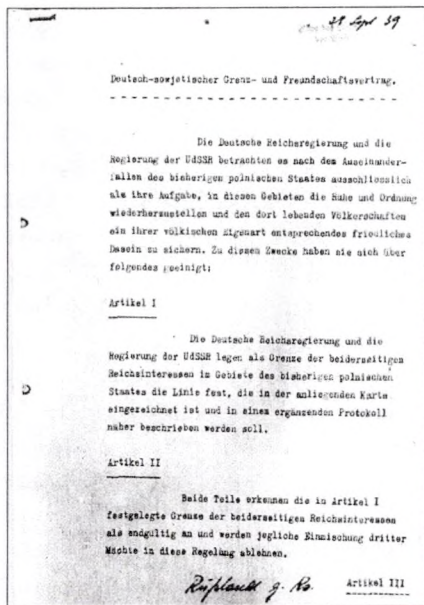 28 Sept 39
Deutsch-sowjetischer Grenz- und Freundschaftsvertrag.
Die Deutsche Reichsregierung und die
Regierung der UdSSR betrachten es nach dem Auseinander-
fallen des bisherigen polnischen Staates ausschliesslich
als ihre Aufgabe, in diesen Gebieten die Ruhe und Ordnung
wiederherzustellen und den dort lebenden Völkerschaften
ein ihrer völkischen Eigenart entsprechendes friedliches
Dasein zu sichern. Zu diesem Zwecke haben sie sich über
folgendes geeinigt:
Artikel I
Die Deutsche Reichsregierung und die
Regierung der UdSSR legen als Grenze der beiderseitigen
Reichsinteressen im Gebiete des bisherigen polnischen
Staates die Linie fest, die in der anliegenden Karte
eingezeichnet ist und in einem ergänzenden Protokoll
näher beschrieben werden soll.
Artikel II
Beide Teile erkennen die in Artikel I
festgelegte Grenze der beiderseitigen Reichsinteressen
als endgültig an und werden jegliche Einmischung dritter
Mächte in diese Regelung ablehnen.
Artikel III